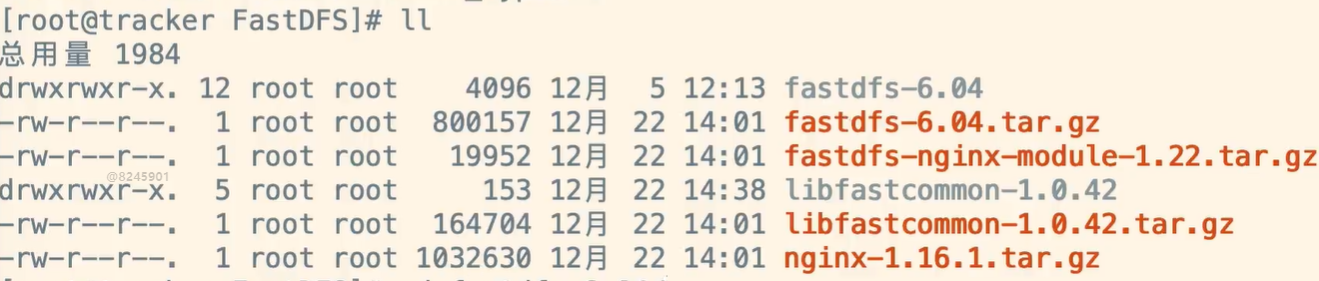 [root@tracker FastDFS]# ll
总用量 1984
drwxrwxr-x. 12 root root    4096 12月  5 12:13 fastdfs-6.04
-rw-r--r--.  1 root root  800157 12月 22 14:01 fastdfs-6.04.tar.gz
-rw-r--r--.  1 root root   19952 12月 22 14:01 fastdfs-nginx-module-1.22.tar.gz
@8245901
drwxrwxr-x.  5 root root     153 12月 22 14:38 libfastcommon-1.0.42
-rw-r--r--.  1 root root  164704 12月 22 14:01 libfastcommon-1.0.42.tar.gz
-rw-r--r--.  1 root root 1032630 12月 22 14:01 nginx-1.16.1.tar.gz